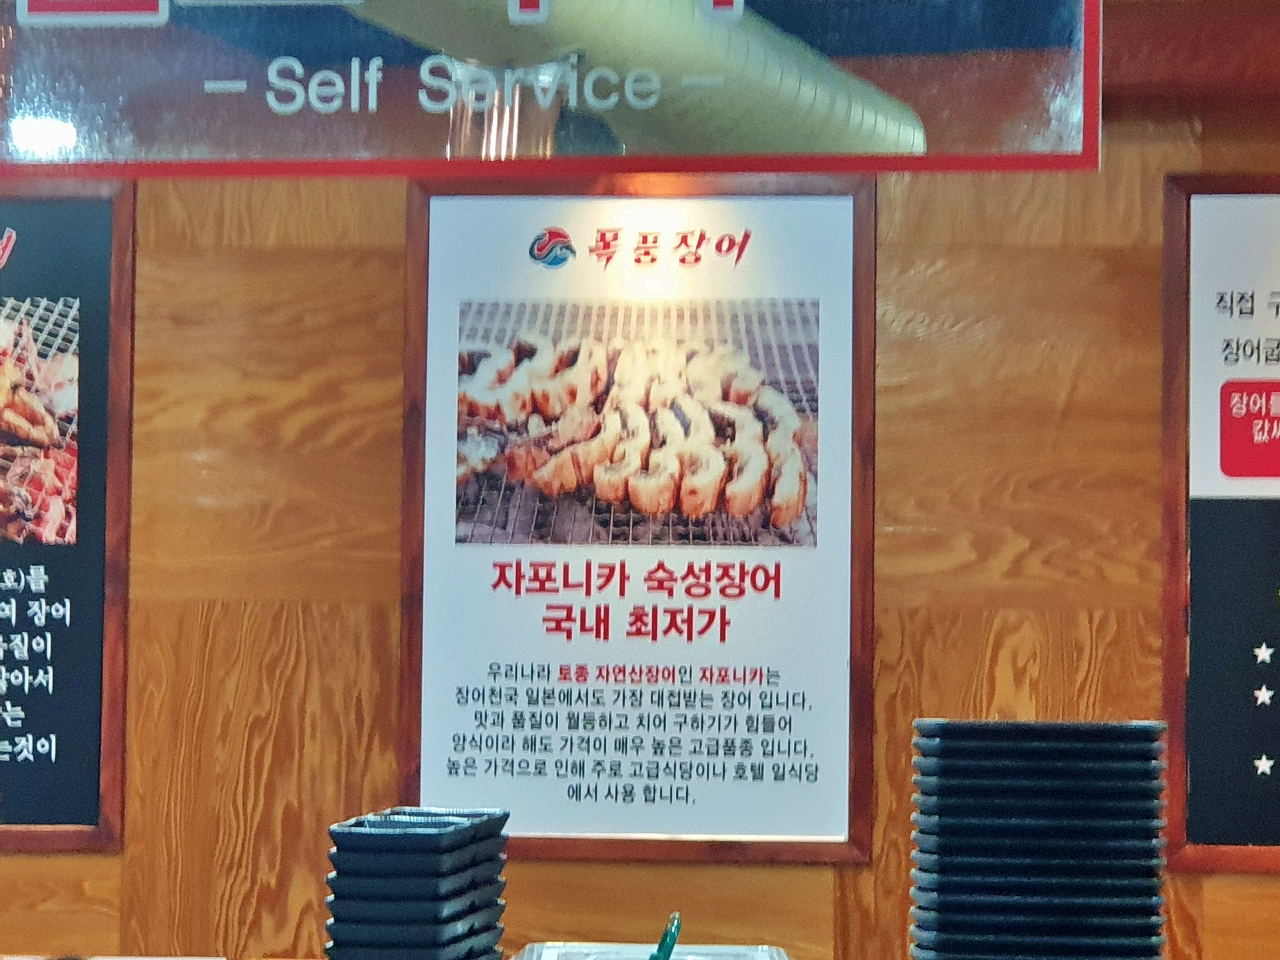 – Self Service –
폭풍장어
자포니카 숙성장어
국내 최저가
우리나라 토종 자연산장어인 자포니카는
장어천국 일본에서도 가장 대접받는 장어 입니다.
맛과 품질이 월등하고 치어 구하기가 힘들어
양식이라 해도 가격이 매우 높은 고급품종 입니다.
높은 가격으로 인해 주로 고급식당이나 호텔 일식당
에서 사용 합니다.
호)를
여 장어
품질이
많아서
는
는것이
직접
장어굽
장어를
값싸